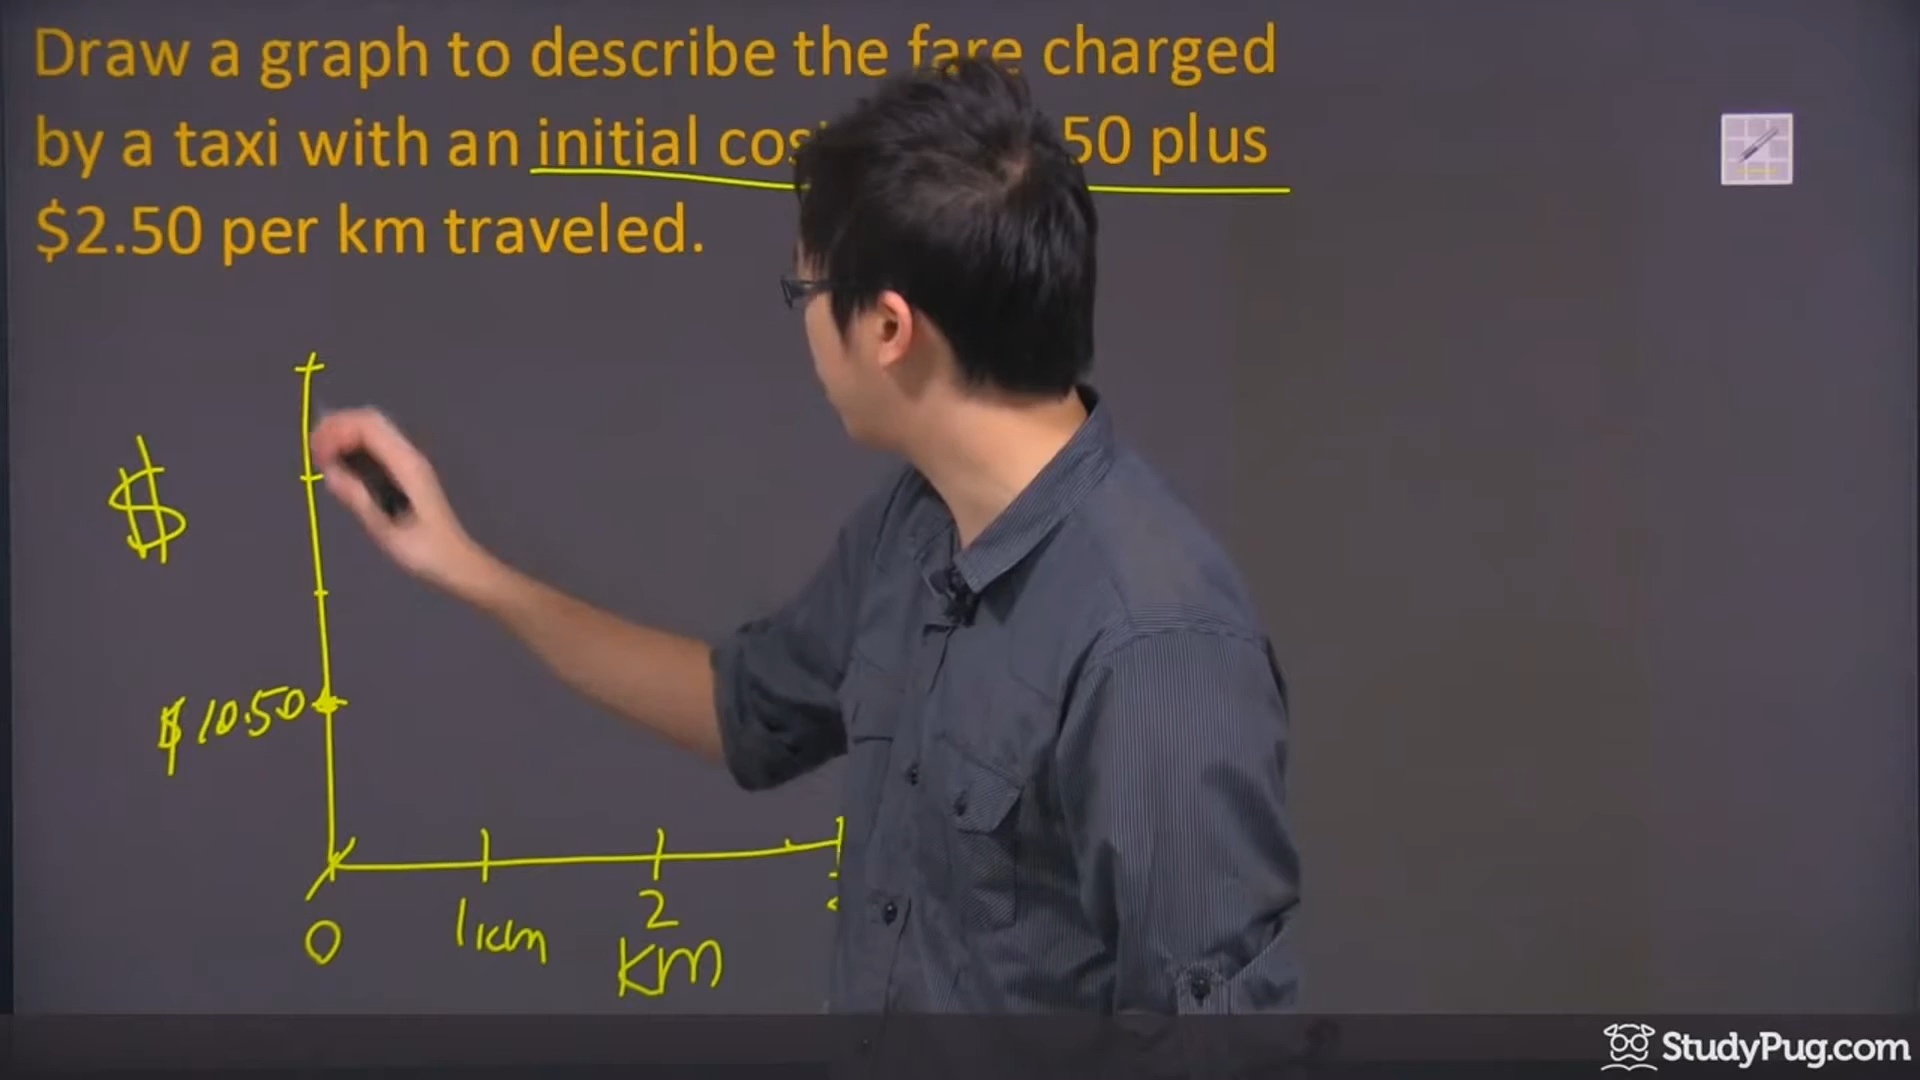 Draw a graph to describe the fare charged
by a taxi with an initial 50 plus
$2.50 per km traveled.
$
$10.50
0 1km 2
Km
StudyPug.com